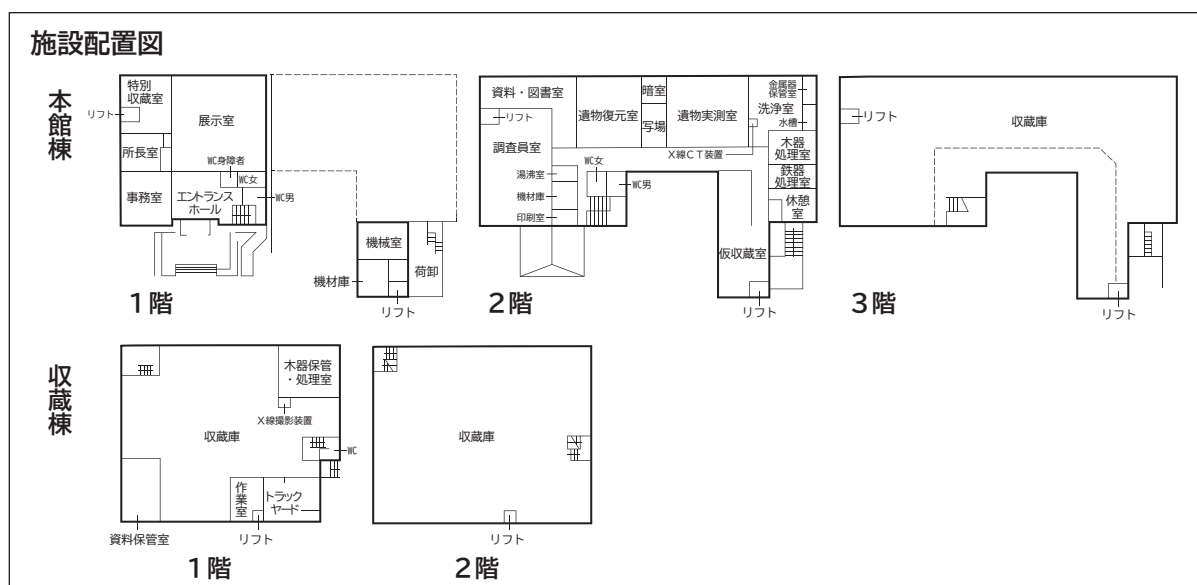 施設配置図
本館棟
特別
収蔵室
リフト
展示室
所長室
WC身障者
WC女
事務室
エントランス
ホール
WC男
機械室
荷卸
機材庫
リフト
1階
資料・図書室
リフト
遺物復元室
暗室
写場
遺物実測室
金属器
保管室
洗浄室
水槽
調査員室
X線CT装置
木器
処理室
湯沸室
WC女
鉄器
処理室
機材庫
WC男
休憩
室
印刷室
仮収蔵室
リフト
2階
収蔵庫
リフト
リフト
3階
収蔵棟
木器保管
・処理室
X線撮影装置
収蔵庫
WC
作業室
トラック
ヤード
資料保管室
リフト
1階
収蔵庫
リフト
2階